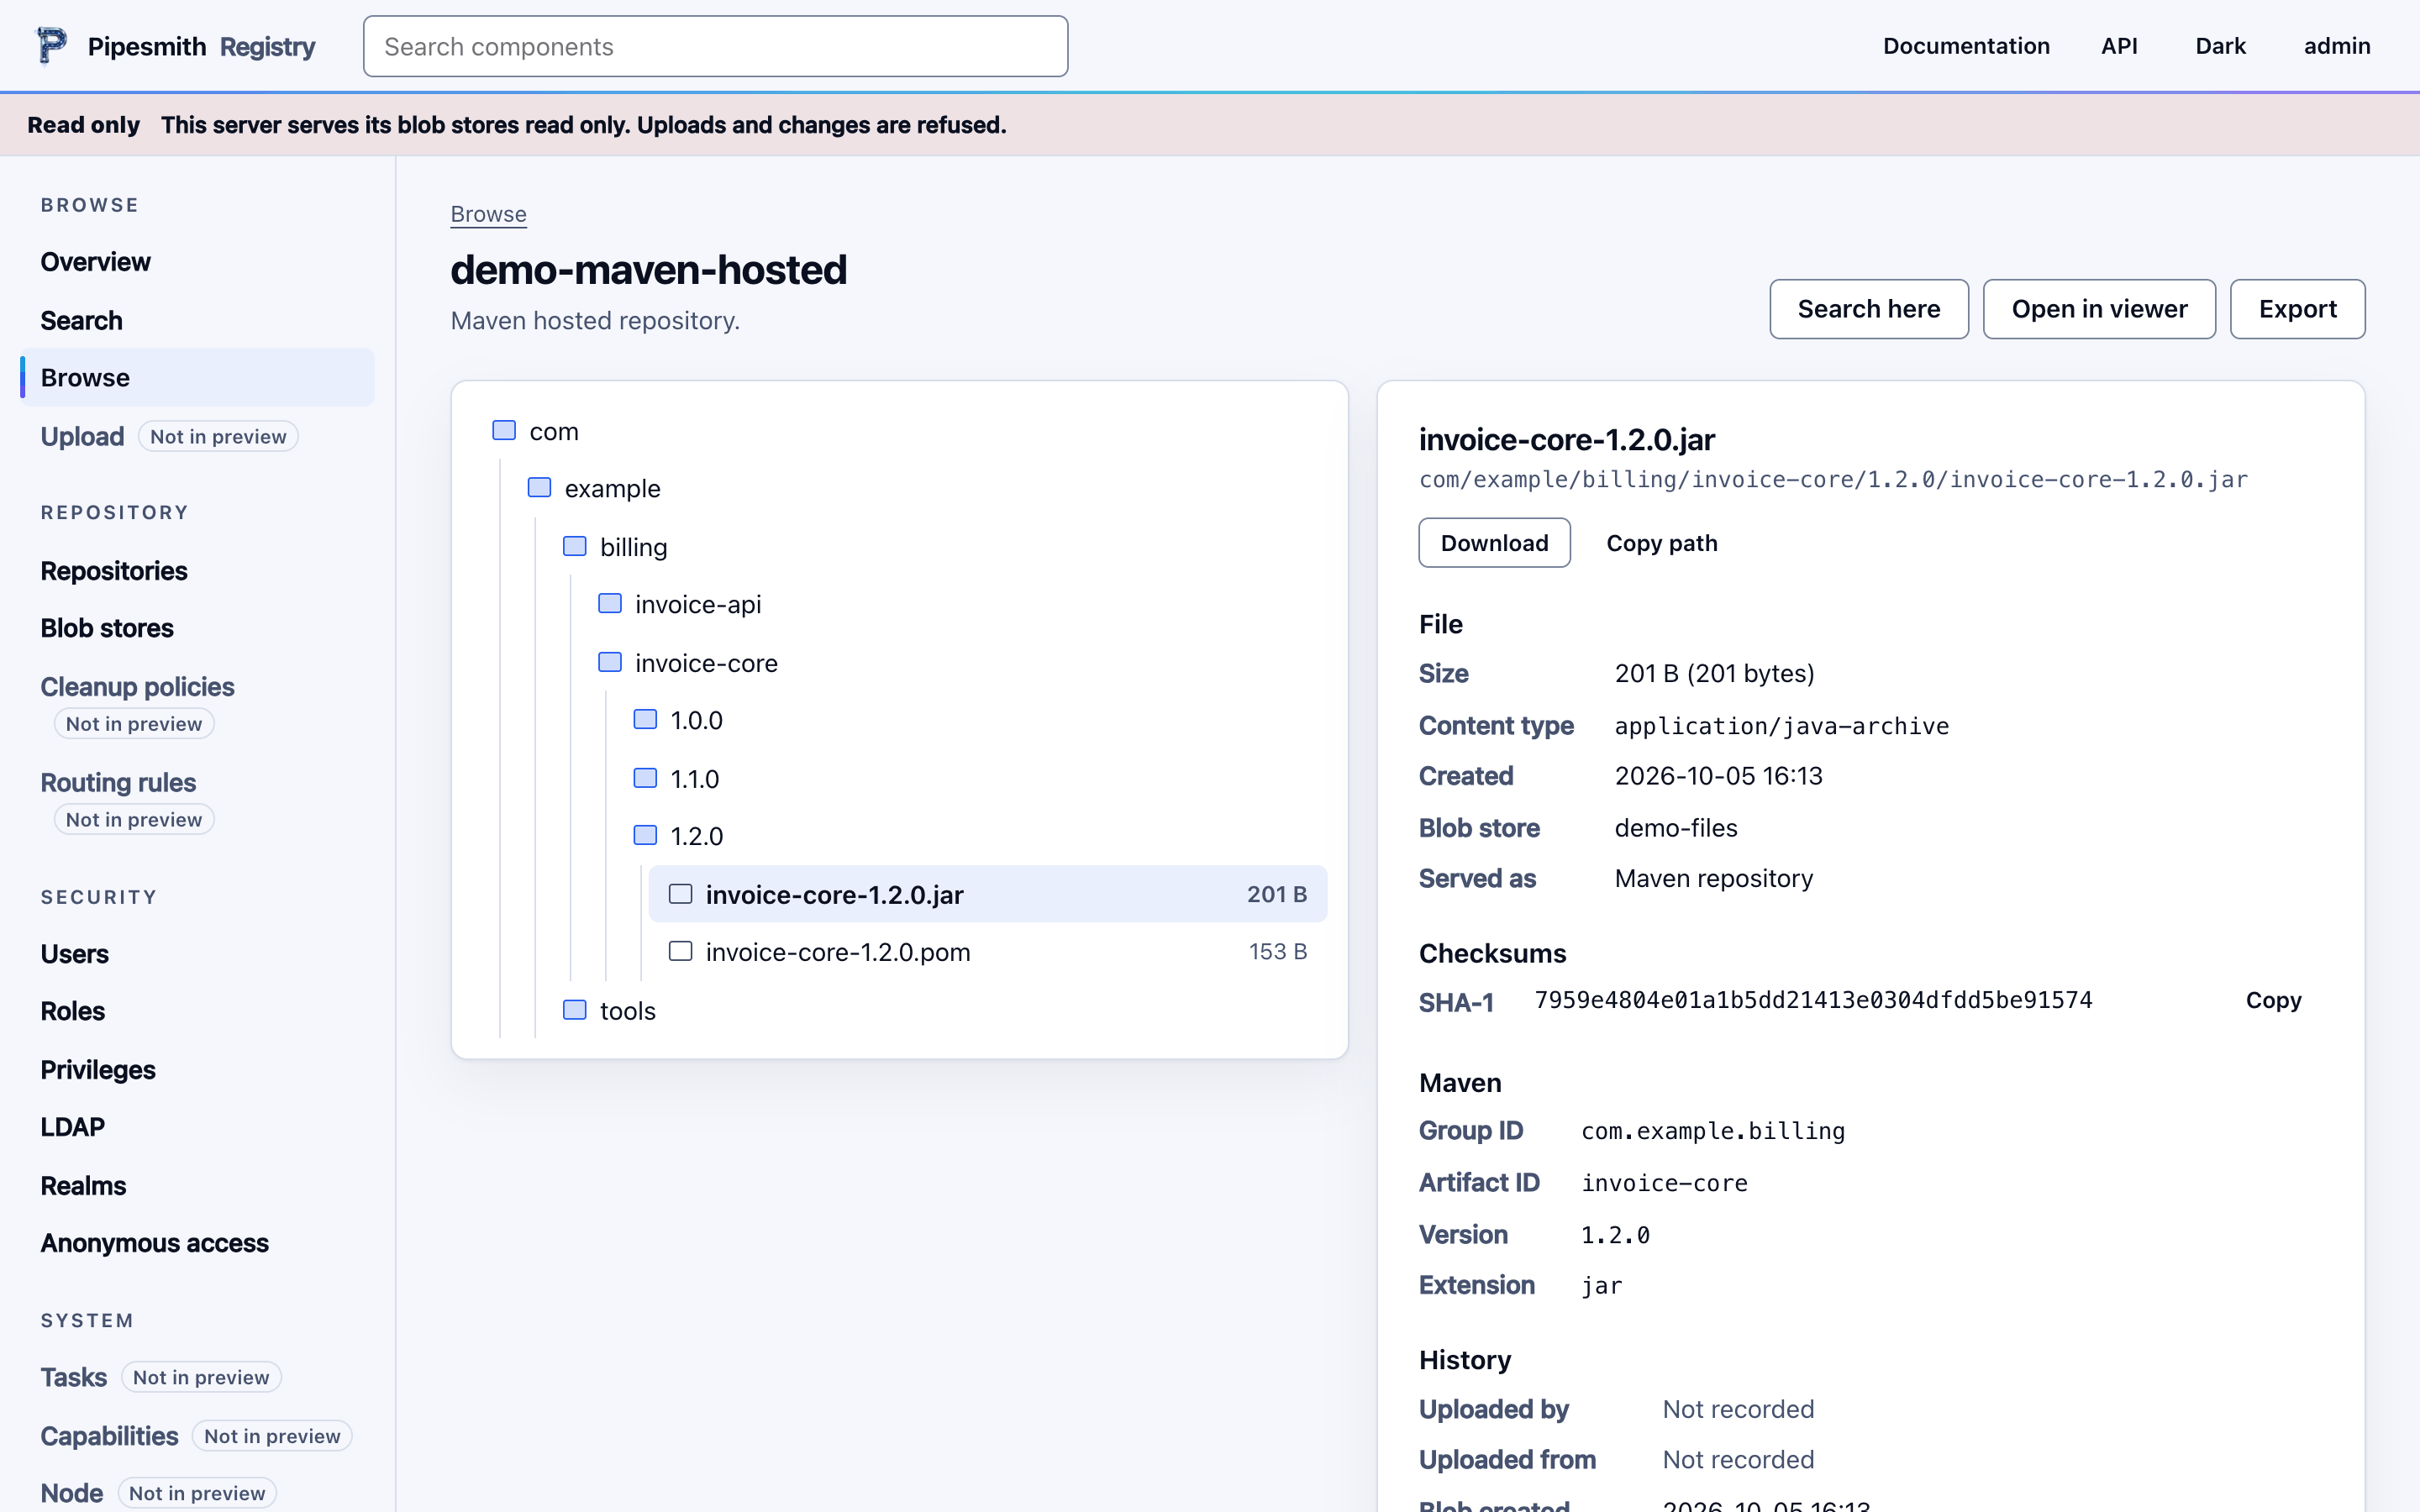 Pipesmith Registry
Search components
Documentation
API
Dark
admin
Read only This server serves its blob stores read only. Uploads and changes are refused.
BROWSE
Overview
Search
Browse
Upload Not in preview
REPOSITORY
Repositories
Blob stores
Cleanup policies
Not in preview
Routing rules
Not in preview
SECURITY
Users
Roles
Privileges
LDAP
Realms
Anonymous access
SYSTEM
Tasks Not in preview
Capabilities Not in preview
Node Not in preview
Browse
demo-maven-hosted
Maven hosted repository.
Search here
Open in viewer
Export
com
example
billing
invoice-api
invoice-core
1.0.0
1.1.0
1.2.0
invoice-core-1.2.0.jar 201 B
invoice-core-1.2.0.pom 153 B
tools
invoice-core-1.2.0.jar
com/example/billing/invoice-core/1.2.0/invoice-core-1.2.0.jar
Download
Copy path
File
Size 201 B (201 bytes)
Content type application/java-archive
Created 2026-10-05 16:13
Blob store demo-files
Served as Maven repository
Checksums
SHA-1 7959e4804e01a1b5dd21413e0304dfdd5be91574 Copy
Maven
Group ID com.example.billing
Artifact ID invoice-core
Version 1.2.0
Extension jar
History
Uploaded by Not recorded
Uploaded from Not recorded
Blob created 2026-10-05 16:13